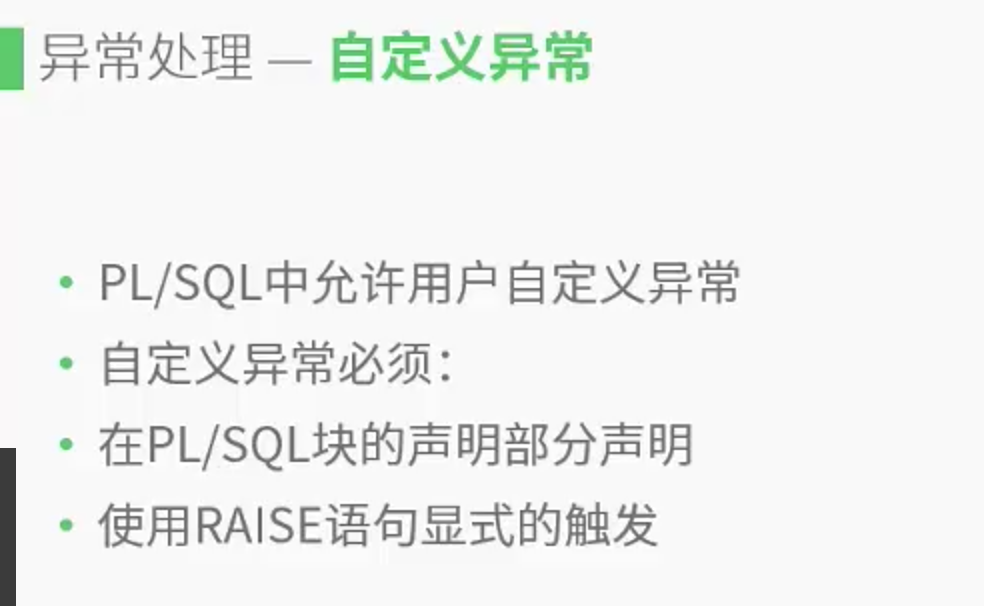 异常处理 — 自定义异常
• PL/SQL中允许用户自定义异常
• 自定义异常必须：
• 在PL/SQL块的声明部分声明
• 使用RAISE语句显式的触发